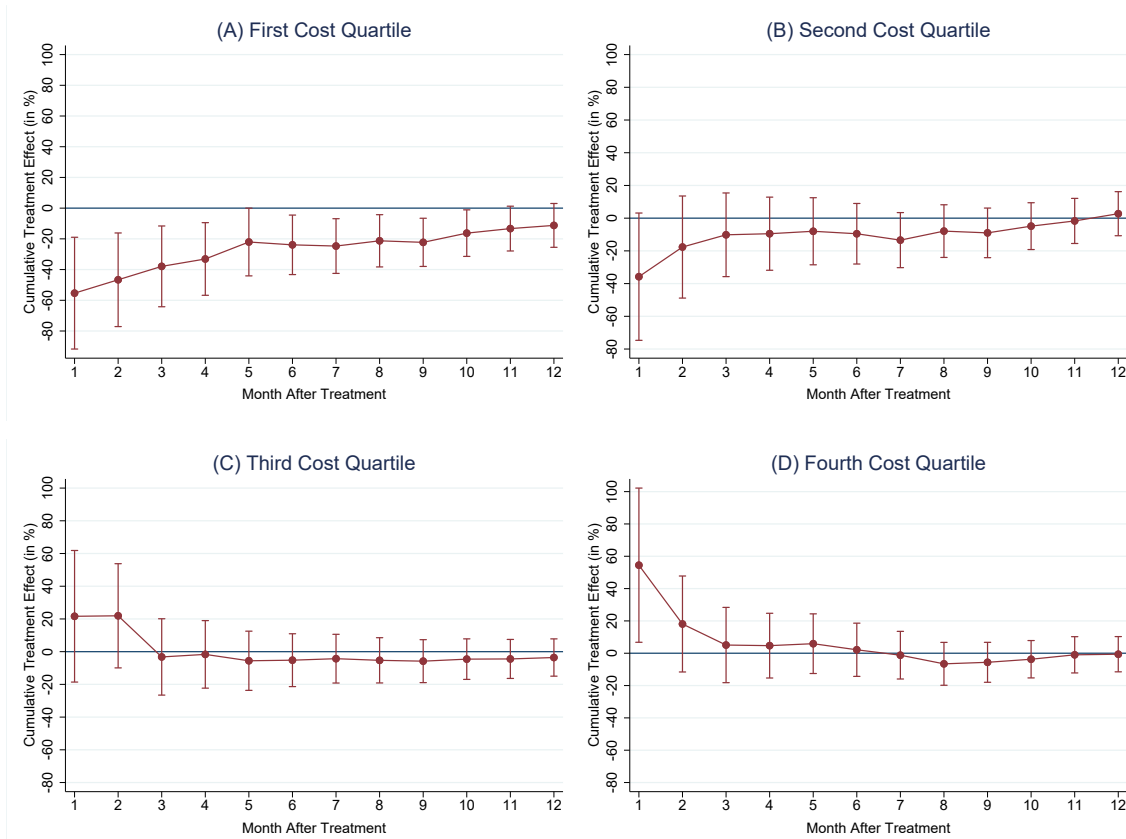 (A) First Cost Quartile
Cumulative Treatment Effect (in %)
100
80
60
40
20
0
-20
-40
-60
-80
1 2 3 4 5 6 7 8 9 10 11 12
Month After Treatment
(B) Second Cost Quartile
Cumulative Treatment Effect (in %)
100
80
60
40
20
0
-20
-40
-60
-80
1 2 3 4 5 6 7 8 9 10 11 12
Month After Treatment
(C) Third Cost Quartile
Cumulative Treatment Effect (in %)
100
80
60
40
20
0
-20
-40
-60
-80
1 2 3 4 5 6 7 8 9 10 11 12
Month After Treatment
(D) Fourth Cost Quartile
Cumulative Treatment Effect (in %)
100
80
60
40
20
0
-20
-40
-60
-80
1 2 3 4 5 6 7 8 9 10 11 12
Month After Treatment